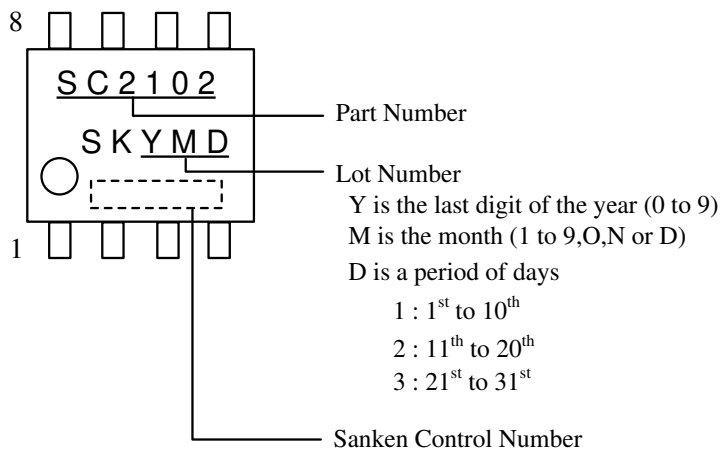 8
SC2102
Part Number
SKYMD
Lot Number
Y is the last digit of the year (0 to 9)
M is the month (1 to 9,O,N or D)
1
D is a period of days
1 : 1st to 10th
2 : 11th to 20th
3 : 21st to 31st
Sanken Control Number